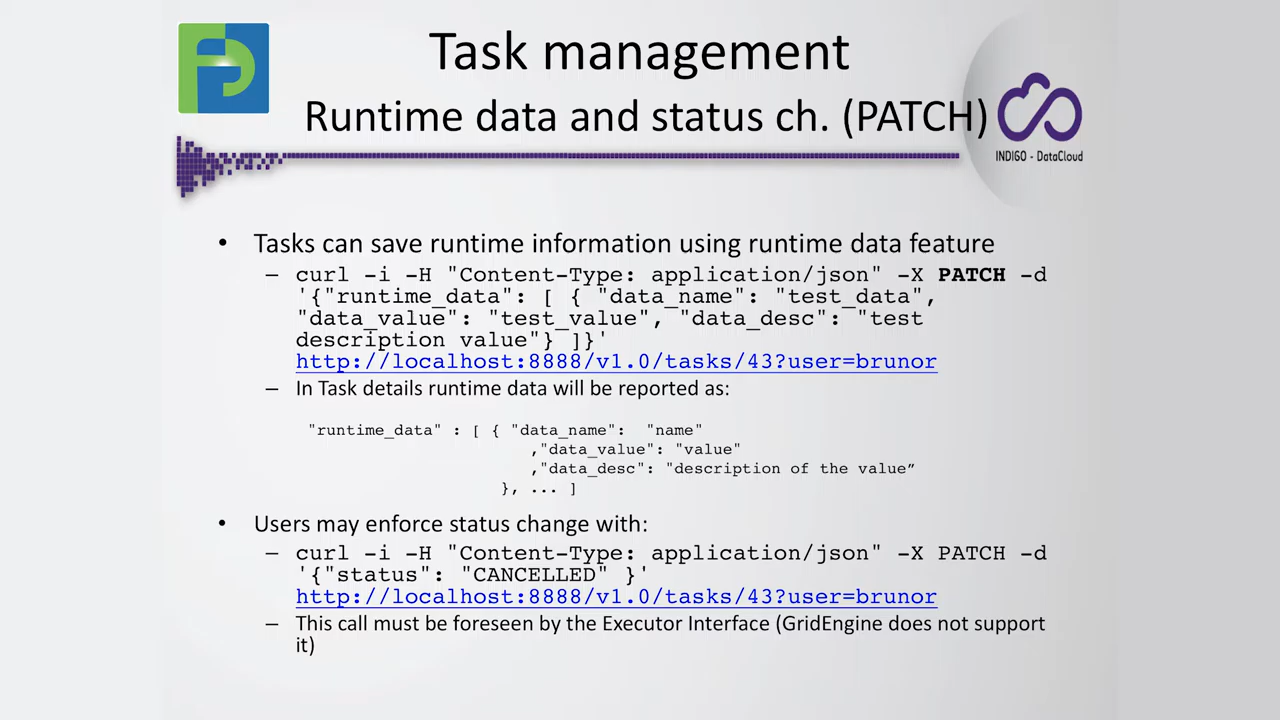 Task management
Runtime data and status ch. (PATCH)
INDIGO - DataCloud
• Tasks can save runtime information using runtime data feature
– curl -i -H "Content-Type: application/json" -X PATCH -d
'{"runtime_data": [ { "data_name": "test_data",
"data_value": "test_value", "data_desc": "test
description value"} ]}'
http://localhost:8888/v1.0/tasks/43?user=brunor
– In Task details runtime data will be reported as:
"runtime_data" : [ { "data_name": "name"
,"data_value": "value"
,"data_desc": "description of the value”
}, ... ]
• Users may enforce status change with:
– curl -i -H "Content-Type: application/json" -X PATCH -d
'{"status": "CANCELLED" }'
http://localhost:8888/v1.0/tasks/43?user=brunor
– This call must be foreseen by the Executor Interface (GridEngine does not support
it)